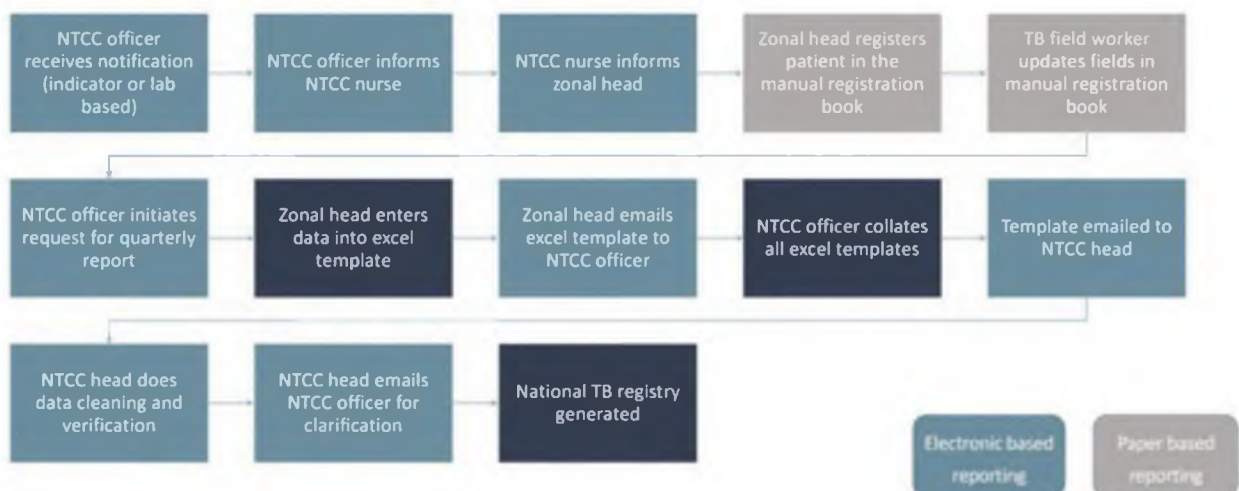 NTCC officer
receives notification
(indicator or lab
based)
NTCC officer informs
NTCC nurse
NTCC nurse informs
zonal head
Zonal head registers
patient in the
manual registration
book
TB field worker
updates fields in
manual registration
book
NTCC officer initiates
request for quarterly
report
Zonal head enters
data into excel
template
Zonal head emails
excel template to
NTCC officer
NTCC officer collates
all excel templates
Template emailed to
NTCC head
NTCC head does
data cleaning and
verification
NTCC head emails
NTCC officer for
clarification
National TB registry
generated
Electronic based
reporting
Paper based
reporting